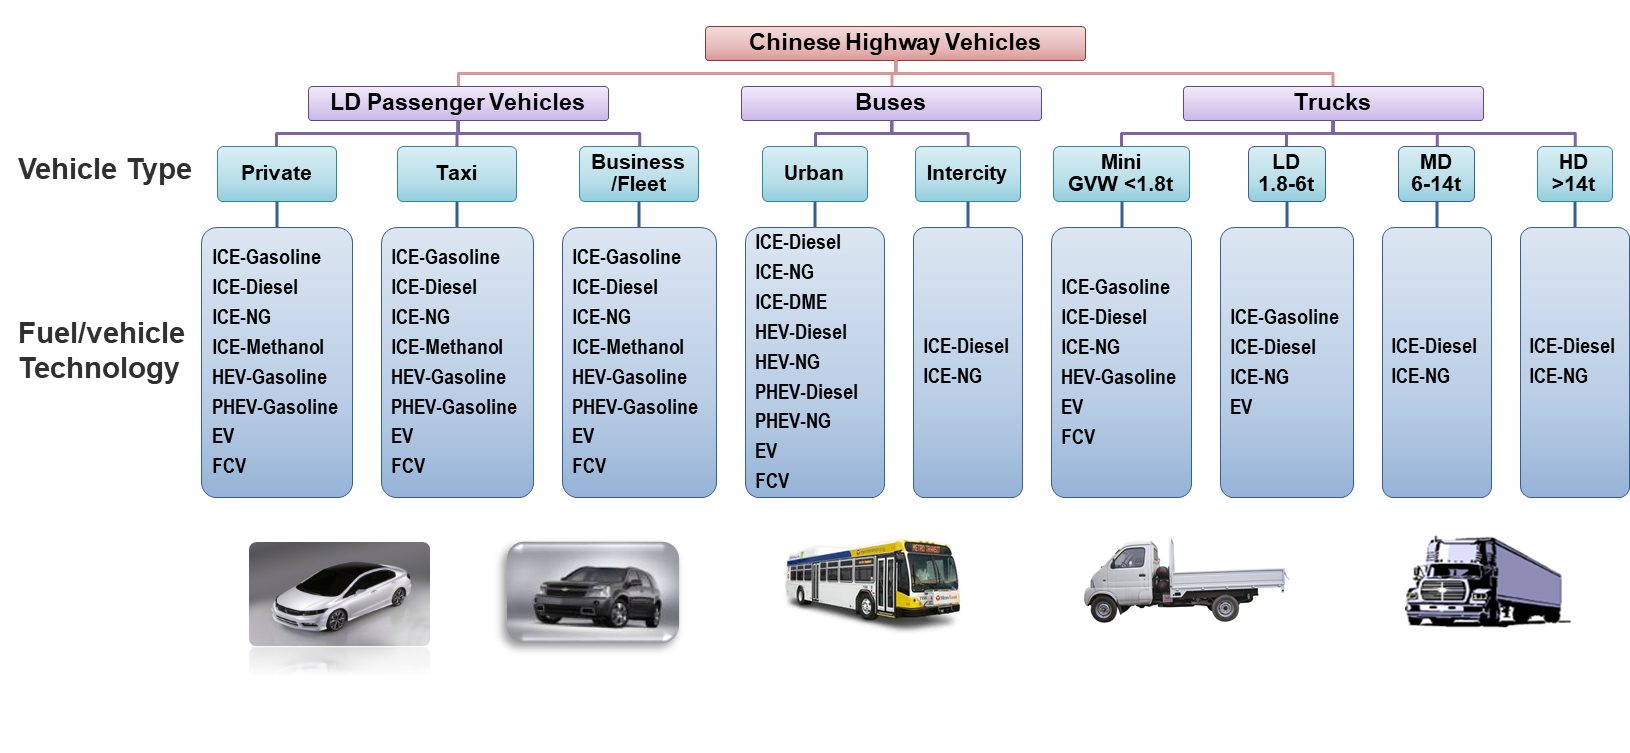 Chinese Highway Vehicles
LD Passenger Vehicles
Buses
Trucks
Vehicle Type
Private
Taxi
Business
/Fleet
Urban
Intercity
Mini
GVW <1.8t
LD
1.8-6t
MD
6-14t
HD
>14t
Fuel/vehicle
Technology
ICE-Gasoline
ICE-Diesel
ICE-NG
ICE-Methanol
HEV-Gasoline
PHEV-Gasoline
EV
FCV
ICE-Gasoline
ICE-Diesel
ICE-NG
ICE-Methanol
HEV-Gasoline
PHEV-Gasoline
EV
FCV
ICE-Gasoline
ICE-Diesel
ICE-NG
ICE-Methanol
HEV-Gasoline
PHEV-Gasoline
EV
FCV
ICE-Diesel
ICE-NG
ICE-DME
HEV-Diesel
HEV-NG
PHEV-Diesel
PHEV-NG
EV
FCV
ICE-Diesel
ICE-NG
ICE-Gasoline
ICE-Diesel
ICE-NG
HEV-Gasoline
EV
FCV
ICE-Gasoline
ICE-Diesel
ICE-NG
EV
ICE-Diesel
ICE-NG
ICE-Diesel
ICE-NG
METRO TRANSIT